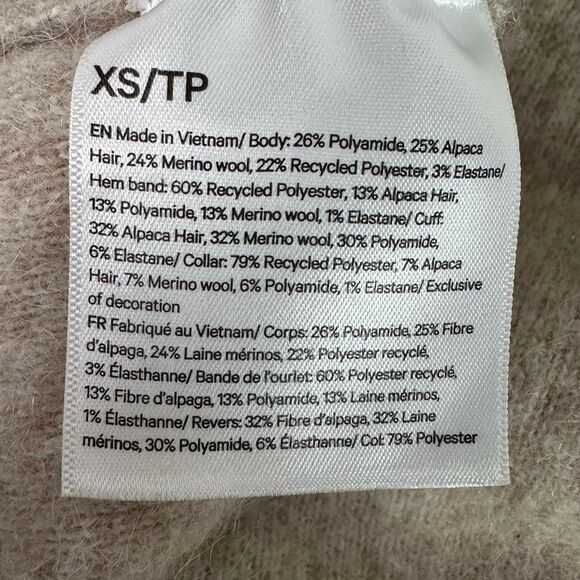 XS/TP
EN Made in Vietnam/ Body: 26% Polyamide, 25% Alpaca
Hair, 24% Merino wool, 22% Recycled Polyester, 3% Elastane/
Hem band: 60% Recycled Polyester, 13% Alpaca Hair,
13% Polyamide, 13% Merino wool, 1% Elastane/ Cuff:
32% Alpaca Hair, 32% Merino wool, 30% Polyamide,
6% Elastane/ Collar: 79% Recycled Polyester, 7% Alpaca
Hair, 7% Merino wool, 6% Polyamide, 1% Elastane/ Exclusive
of decoration
FR Fabriqué au Vietnam/ Corps: 26% Polyamide, 25% Fibre
d'alpaga, 24% Laine mérinos, 22% Polyester recyclé,
3% Élasthanne/ Bande de l'ourlet: 60% Polyester recyclé,
13% Fibre d'alpaga, 13% Polyamide, 13% Laine mérinos,
1% Élasthanne/ Revers: 32% Fibre d'alpaga, 32% Laine
mérinos, 30% Polyamide, 6% Élasthanne/ Col: 79% Polyester